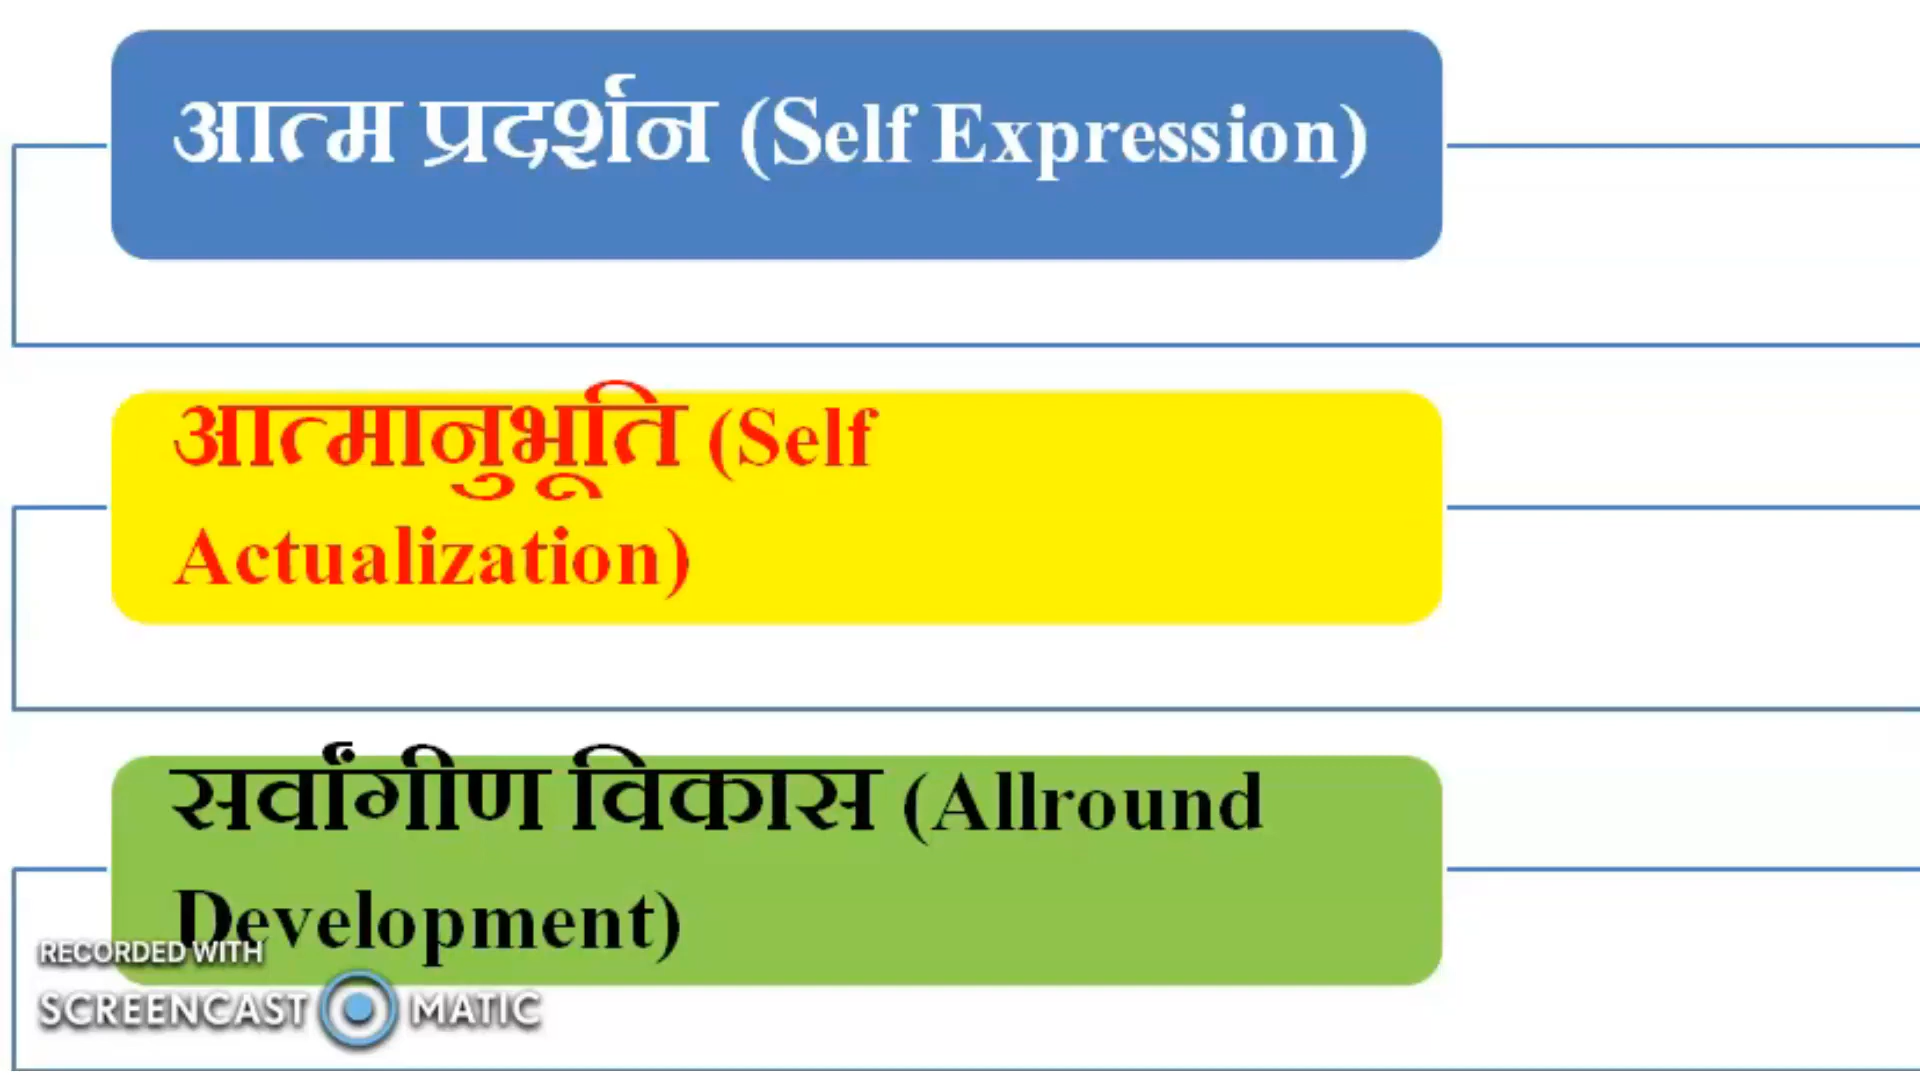 आत्म प्रदर्शन (Self Expression)
आत्मानुभूति (Self
Actualization)
सर्वांगीण विकास (Allround
Development)
RECORDED WITH
SCREENCAST MATIC